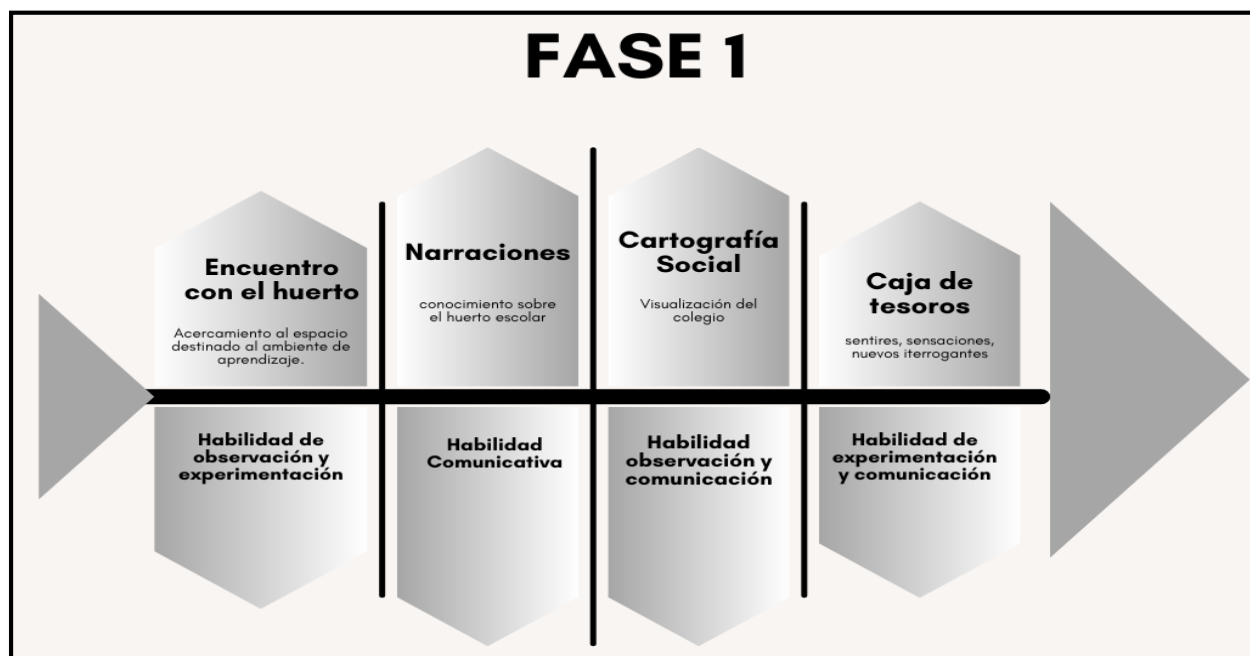 FASE 1
Encuentro
con el huerto
Acercamiento al espacio
destinado al ambiente de
aprendizaje.
Narraciones
conocimiento sobre
el huerto escolar
Cartografía
Social
Visualización del
colegio
Caja de
tesoros
sentires, sensaciones,
nuevos iterrogantes
Habilidad de
observación y
experimentación
Habilidad
Comunicativa
Habilidad
observación y
comunicación
Habilidad de
experimentación
y comunicación